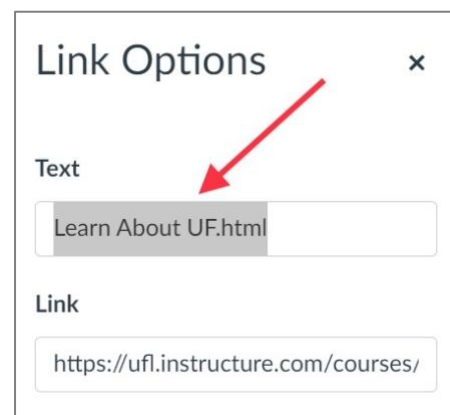 Link Options ×
Text
Learn About UF.html
Link
https://ufl.instructure.com/courses/